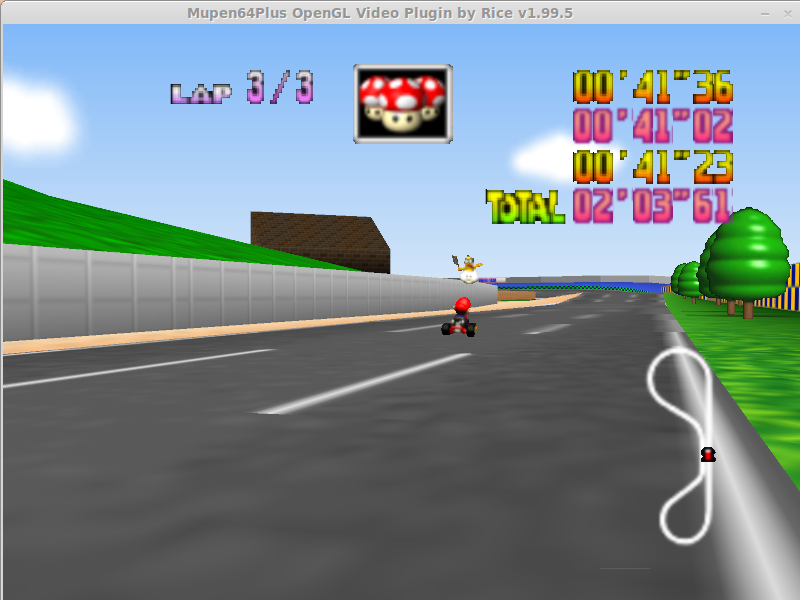 Mupen64Plus OpenGL Video Plugin by Rice v1.99.5
LAP 3/3
00'41"36
00'41"02
00'41"23
TOTAL 02'03"61